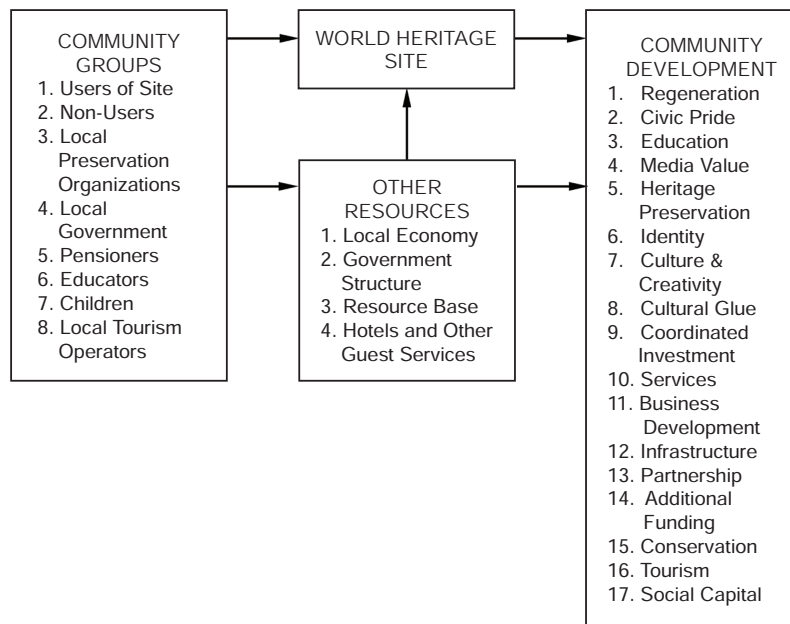 COMMUNITY
GROUPS
1. Users of Site
2. Non-Users
3. Local
Preservation
Organizations
4. Local
Government
5. Pensioners
6. Educators
7. Children
8. Local Tourism
Operators
WORLD HERITAGE
SITE
OTHER
RESOURCES
1. Local Economy
2. Government
Structure
3. Resource Base
4. Hotels and Other
Guest Services
COMMUNITY
DEVELOPMENT
1. Regeneration
2. Civic Pride
3. Education
4. Media Value
5. Heritage
Preservation
6. Identity
7. Culture &
Creativity
8. Cultural Glue
9. Coordinated
Investment
10. Services
11. Business
Development
12. Infrastructure
13. Partnership
14. Additional
Funding
15. Conservation
16. Tourism
17. Social Capital